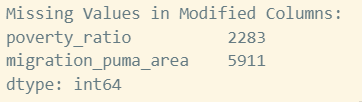 Missing Values in Modified Columns:
poverty_ratio 2283
migration_puma_area 5911
dtype: int64